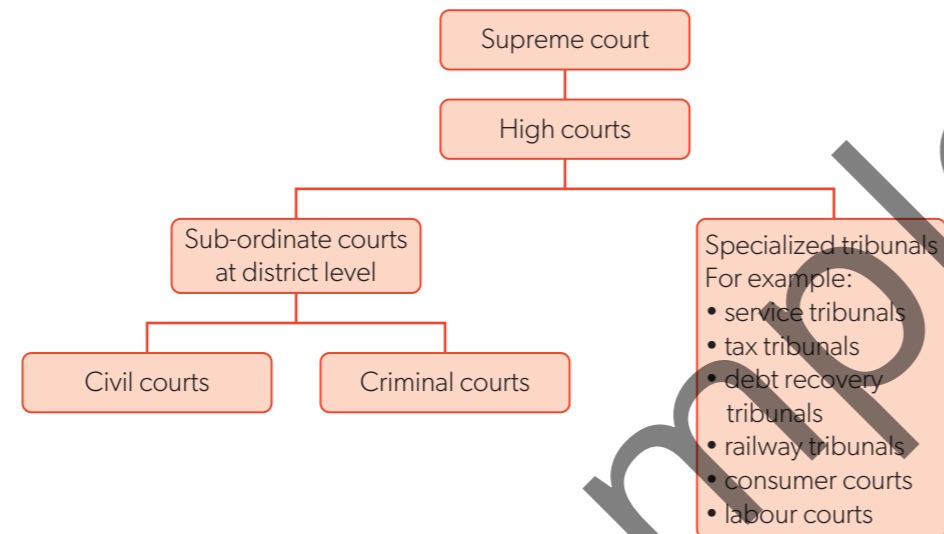 Supreme court
High courts
Sub-ordinate courts
at district level
Civil courts
Criminal courts
Specialized tribunals
For example:
• service tribunals
• tax tribunals
• debt recovery
tribunals
• railway tribunals
• consumer courts
• labour courts
mpl